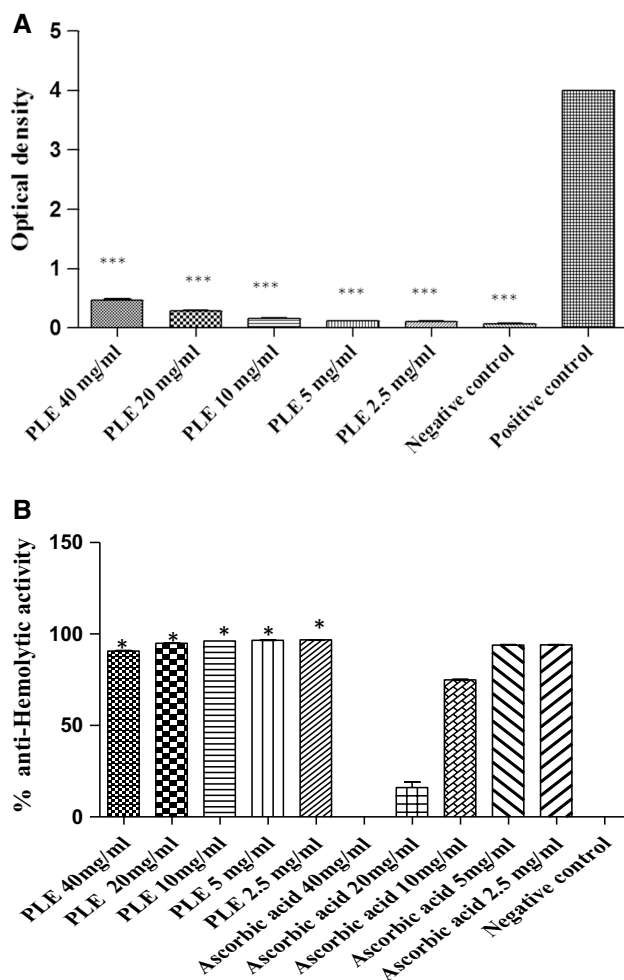 A
Optical density
5
4
3
2
1
0
***
***
***
***
***
***
PLE 40 mg/ml
PLE 20 mg/ml
PLE 10 mg/ml
PLE 5 mg/ml
PLE 2.5 mg/ml
Negative control
Positive control
B
% anti-Hemolytic activity
150
100
50
0
*
*
*
*
*
PLE 40mg/ml
PLE 20mg/ml
PLE 10mg/ml
PLE 5 mg/ml
PLE 2.5 mg/ml
Ascorbic acid 40mg/ml
Ascorbic acid 20mg/ml
Ascorbic acid 10mg/ml
Ascorbic acid 5mg/ml
Ascorbic acid 2.5 mg/ml
Negative control